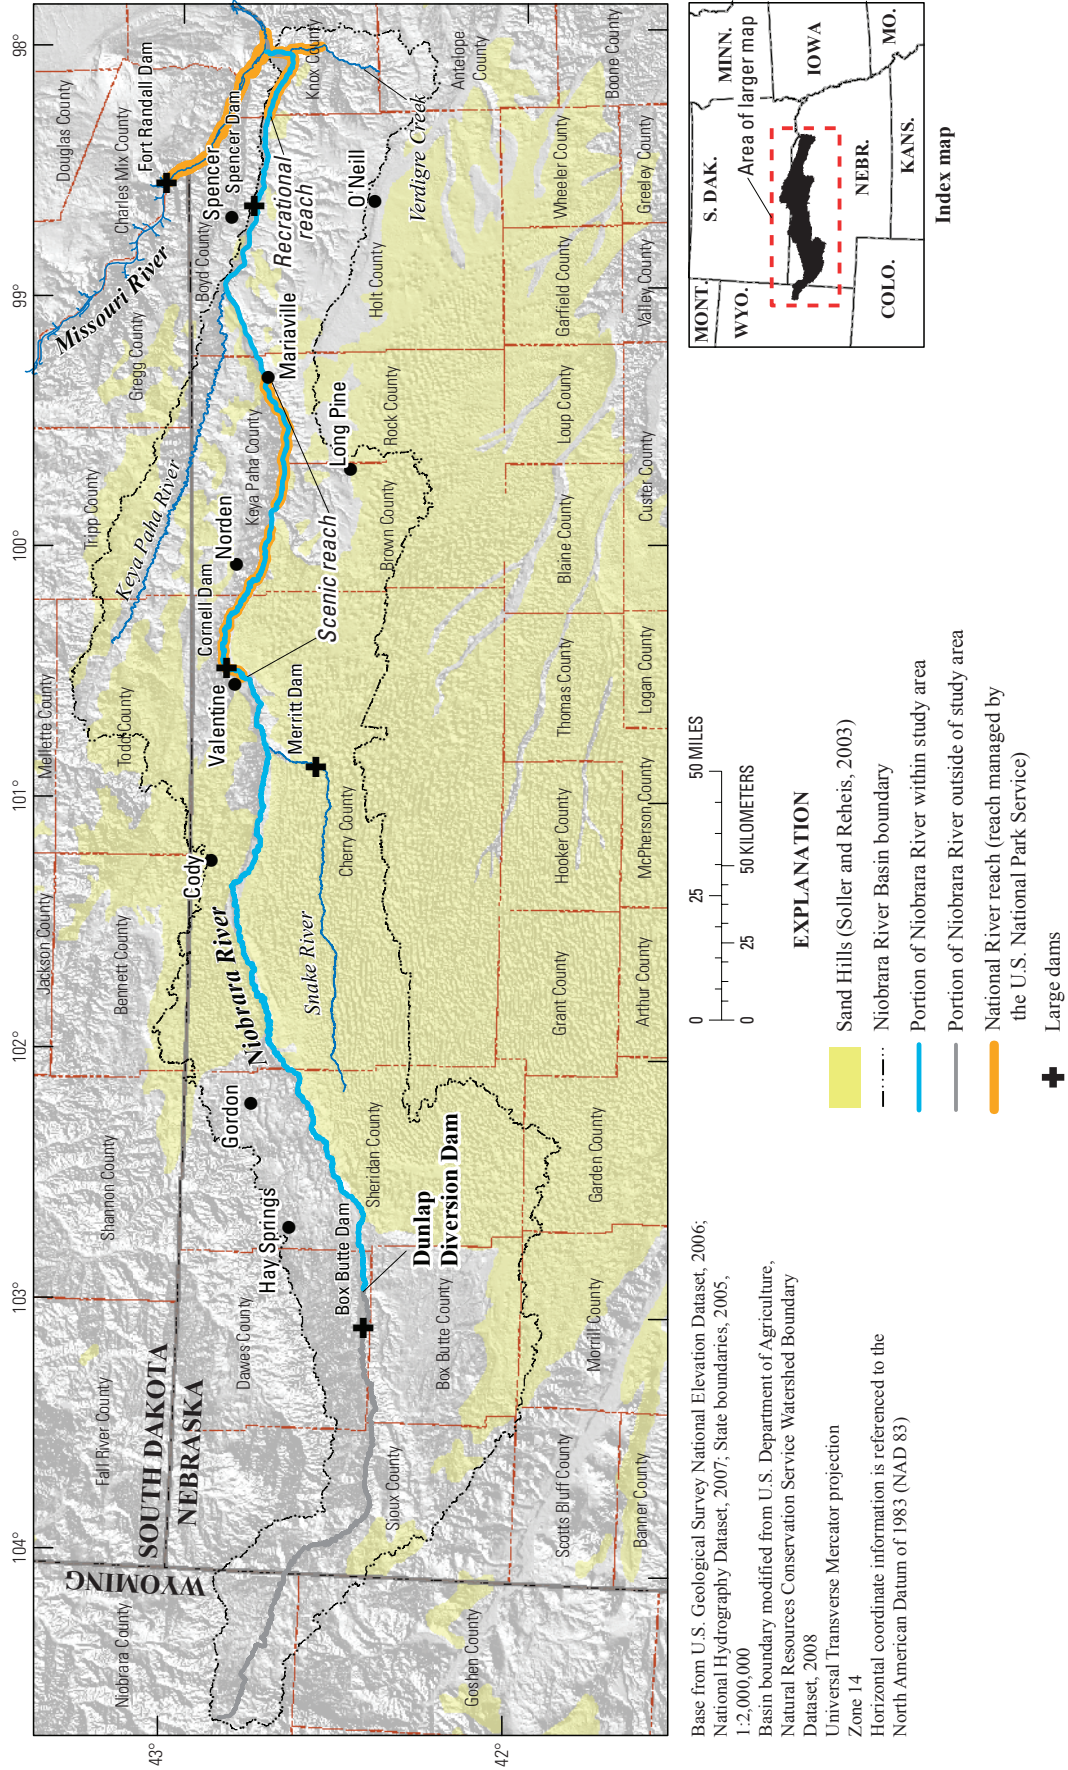 104°
103°
102°
101°
100°
99°
98°
43°
42°
WYOMING
SOUTH DAKOTA
NEBRASKA
Niobrara County
Goshen County
Fall River County
Shannon County
Jackson County
Bennett County
Mellette County
Todd County
Tripp County
Gregg County
Charles Mix County
Douglas County
Boyd County
Knox County
Antelope
County
Boone County
Dawes County
Sioux County
Box Butte County
Sheridan County
Cherry County
Keya Paha County
Brown County
Rock County
Holt County
Scotts Bluff County
Banner County
Morrill County
Garden County
Grant County
Arthur County
Hooker County
McPherson County
Thomas County
Logan County
Blaine County
Custer County
Loup County
Garfield County
Valley County
Wheeler County
Greeley County
Missouri River
Keya Paha River
Niobrara River
Snake River
Verdigre Creek
Fort Randall Dam
Spencer
Spencer Dam
Recreational
reach
O'Neill
Mariaville
Long Pine
Norden
Cornell Dam
Valentine
Scenic reach
Merritt Dam
Cody
Gordon
Hay Springs
Box Butte Dam
Dunlap
Diversion Dam
Base from U.S. Geological Survey National Elevation Dataset, 2006;
National Hydrography Dataset, 2007; State boundaries, 2005,
1:2,000,000
Basin boundary modified from U.S. Department of Agriculture,
Natural Resources Conservation Service Watershed Boundary
Dataset, 2008
Universal Transverse Mercator projection
Zone 14
Horizontal coordinate information is referenced to the
North American Datum of 1983 (NAD 83)
0 25 50 MILES
0 25 50 KILOMETERS
EXPLANATION
Sand Hills (Soller and Reheis, 2003)
Niobrara River Basin boundary
Portion of Niobrara River within study area
Portion of Niobrara River outside of study area
National River reach (reach managed by
the U.S. National Park Service)
Large dams
MONT.
WYO.
S. DAK.
MINN.
Area of larger map
IOWA
NEBR.
COLO.
KANS.
MO.
Index map